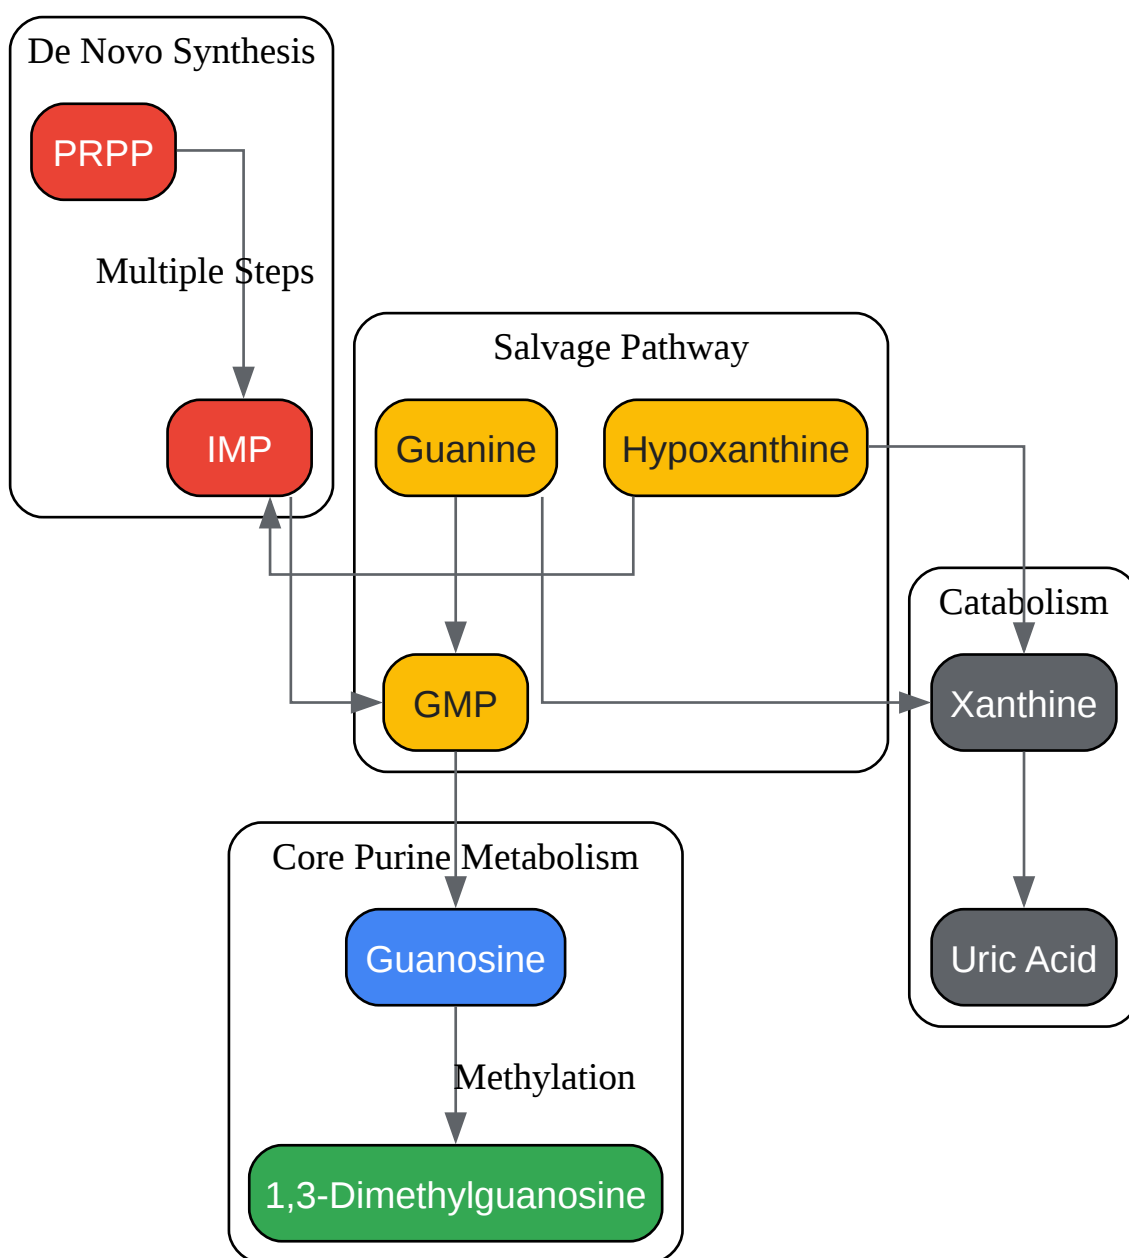 De Novo Synthesis
PRPP
Multiple Steps
IMP
Salvage Pathway
Guanine
Hypoxanthine
GMP
Catabolism
Xanthine
Uric Acid
Core Purine Metabolism
Guanosine
Methylation
1,3-Dimethylguanosine